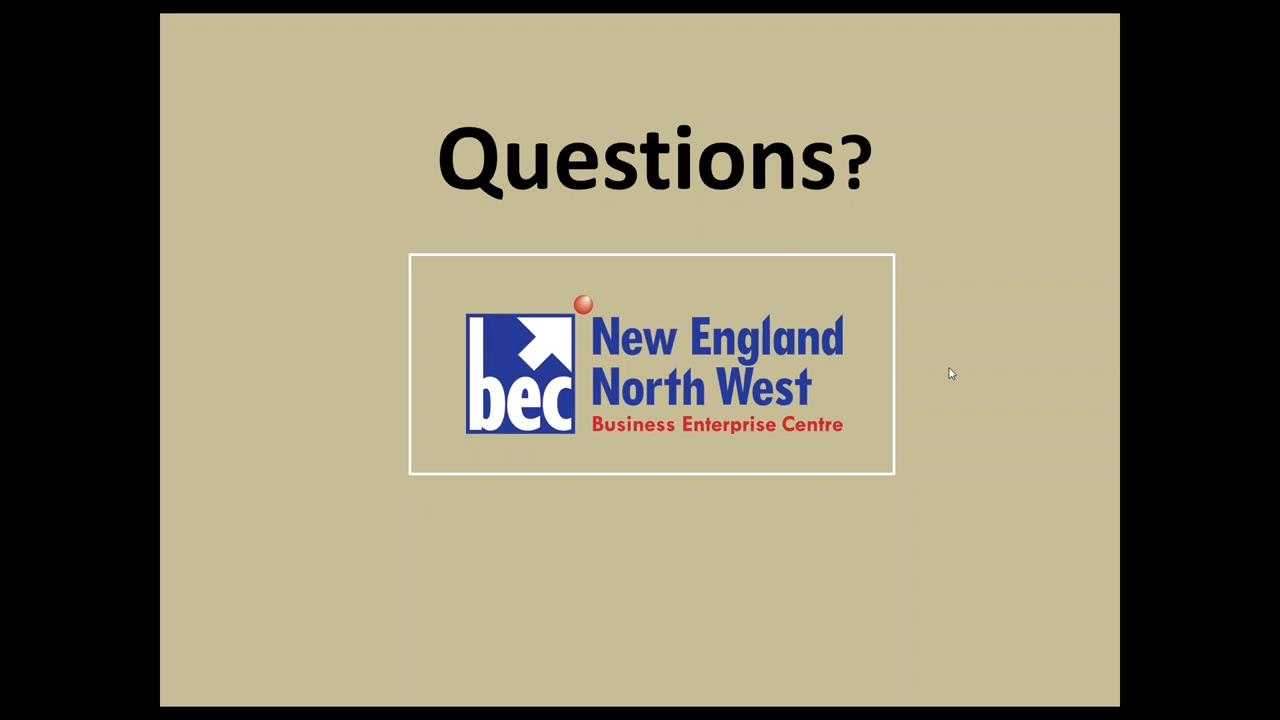 Questions?
bec
New England
North West
Business Enterprise Centre